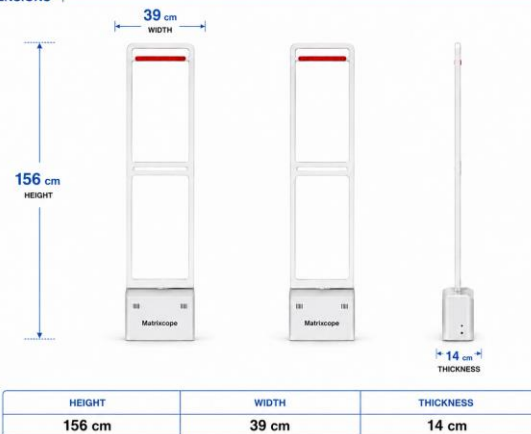 39 cm
WIDTH
156 cm
HEIGHT
Matrixcope
Matrixcope
14 cm
THICKNESS
HEIGHT WIDTH THICKNESS
156 cm 39 cm 14 cm